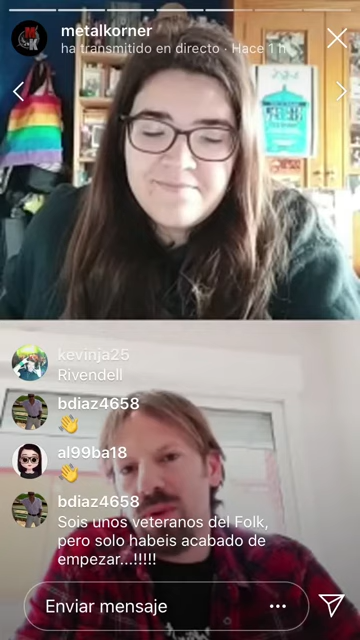 metalkorner
ha transmitido en directo · Hace 1 h
MK
kevinja25
Rivendell
bdiaz4658
👋
al99ba18
👋
bdiaz4658
Sois unos veteranos del Folk,
pero solo habeis acabado de
empezar...!!!!!
Enviar mensaje